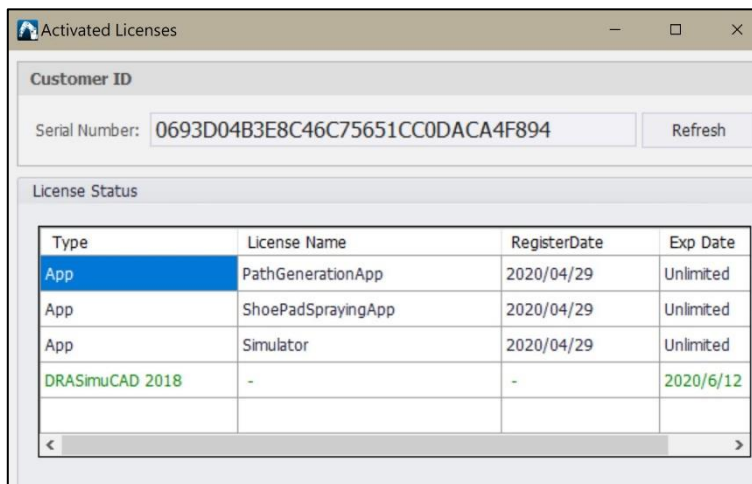 Activated Licenses
Customer ID
Serial Number: 0693D04B3E8C46C75651CC0DACA4F894 Refresh
License Status
Type License Name RegisterDate Exp Date
App PathGenerationApp 2020/04/29 Unlimited
App ShoePadSprayingApp 2020/04/29 Unlimited
App Simulator 2020/04/29 Unlimited
DRASimuCAD 2018 - - 2020/6/12